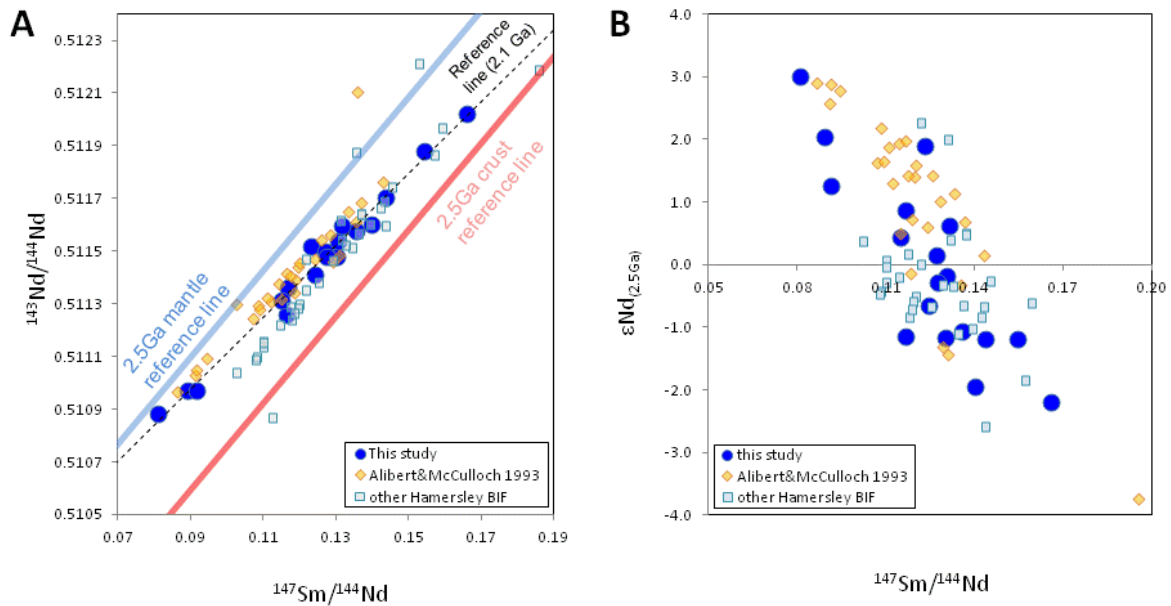 A
0.5123
0.5121
0.5119
0.5117
0.5115
0.5113
0.5111
0.5109
0.5107
0.5105
¹⁴³Nd/¹⁴⁴Nd
2.5Ga mantle
reference line
Reference
line (2.1 Ga)
2.5Ga crust
reference line
This study
Alibert&McCulloch 1993
other Hamersley BIF
0.07 0.09 0.11 0.13 0.15 0.17 0.19
¹⁴⁷Sm/¹⁴⁴Nd
B
4.0
3.0
2.0
1.0
0.0
-1.0
-2.0
-3.0
-4.0
εNd(2.5Ga)
0.05 0.08 0.11 0.14 0.17 0.20
this study
Alibert&McCulloch 1993
other Hamersley BIF
¹⁴⁷Sm/¹⁴⁴Nd